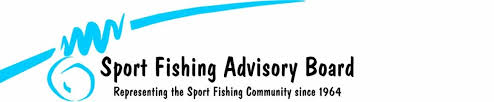 Sport Fishing Advisory Board
Representing the Sport Fishing Community since 1964